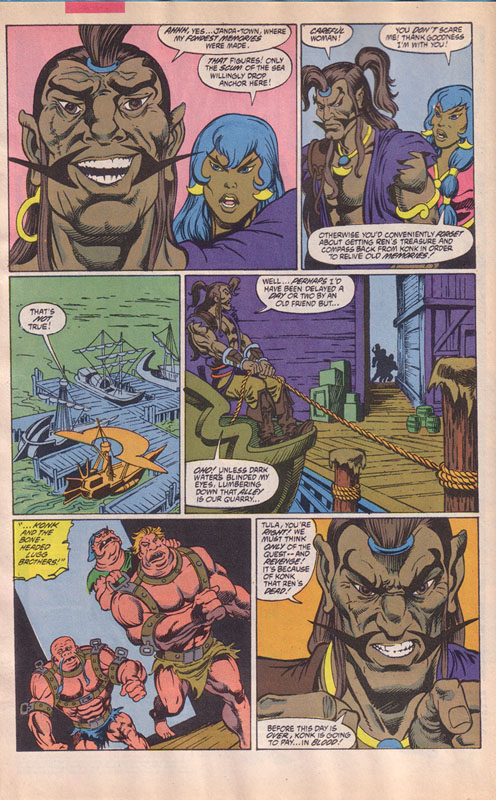 AHHH, YES...JANDA-TOWN, WHERE
MY FONDEST MEMORIES
WERE MADE.
THAT FIGURES! ONLY
THE SCUM OF THE SEA
WILLINGLY DROP
ANCHOR HERE!
CAREFUL
WOMAN!
YOU DON'T SCARE
ME! THANK GOODNESS
I'M WITH YOU!
OTHERWISE YOU'D CONVENIENTLY FORGET
ABOUT GETTING REN'S TREASURE AND
COMPASS BACK FROM KONK IN ORDER
TO RELIVE OLD MEMORIES!
THAT'S
NOT
TRUE!
WELL...PERHAPS I'D
HAVE BEEN DELAYED
A DAY OR TWO BY AN
OLD FRIEND BUT...
OHO! UNLESS DARK
WATER'S BLINDED MY
EYES, LUMBERING
DOWN THAT ALLEY
IS OUR QUARRY...
"...KONK
AND THE
BONE-
HEADED
LUGG
BROTHERS!"
TULA, YOU'RE
RIGHT! WE
MUST THINK
ONLY OF THE
QUEST--AND
REVENGE!
IT'S BECAUSE
OF KONK
THAT REN'S
DEAD!
BEFORE THIS DAY IS
OVER, KONK IS GOING
TO PAY...IN BLOOD!